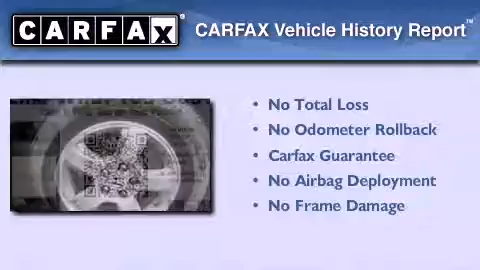 CARFAX® CARFAX Vehicle History Report™
• No Total Loss
• No Odometer Rollback
• Carfax Guarantee
• No Airbag Deployment
• No Frame Damage